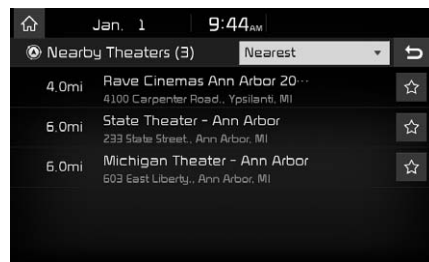 Jan. 1 9:44AM
Nearby Theaters (3) Nearest
4.0mi Rave Cinemas Ann Arbor 20...
4100 Carpenter Road., Ypsilanti, MI
6.0mi State Theater - Ann Arbor
233 State Street., Ann Arbor, MI
6.0mi Michigan Theater - Ann Arbor
603 East Liberty., Ann Arbor, MI